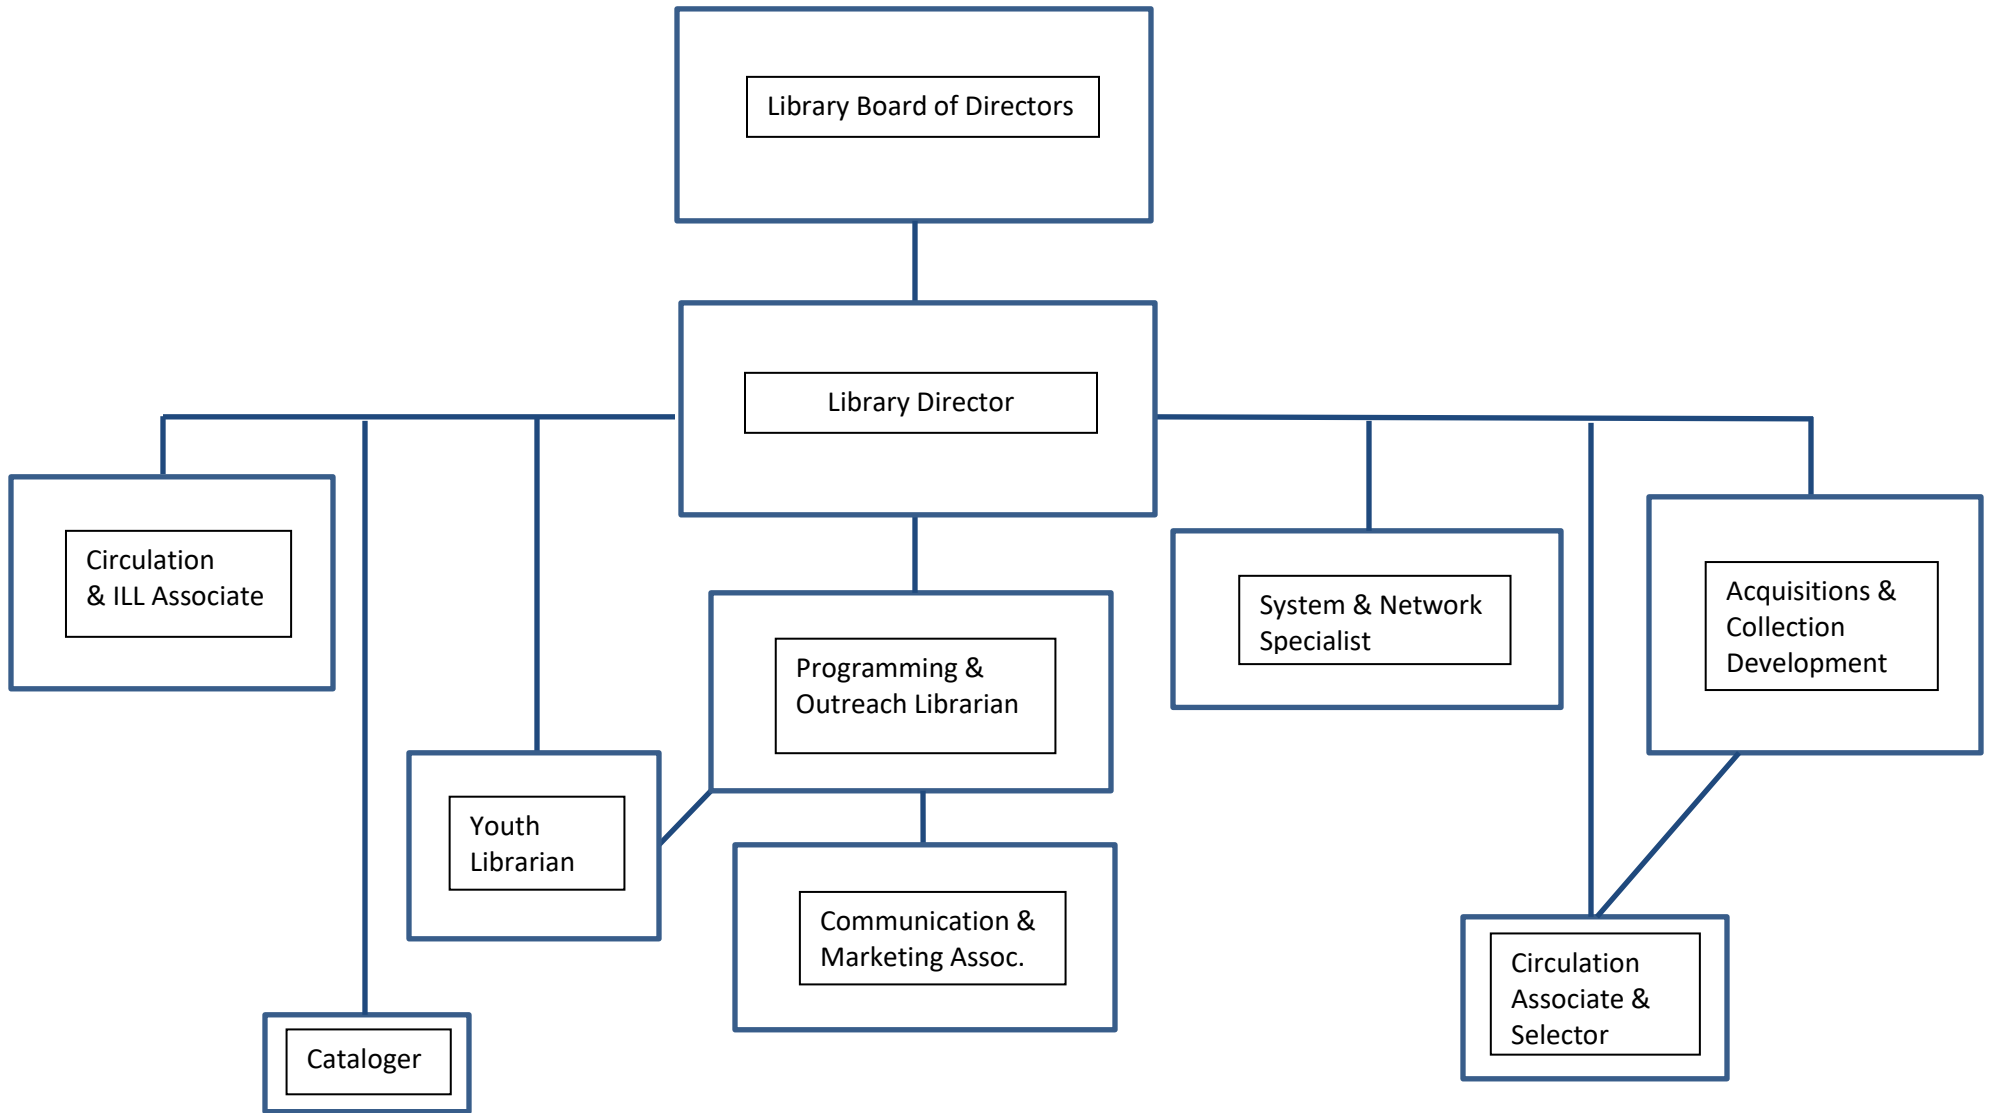 Library Board of Directors
Library Director
Circulation
& ILL Associate
System & Network
Specialist
Acquisitions &
Collection
Development
Programming &
Outreach Librarian
Youth
Librarian
Communication &
Marketing Assoc.
Circulation
Associate &
Selector
Cataloger